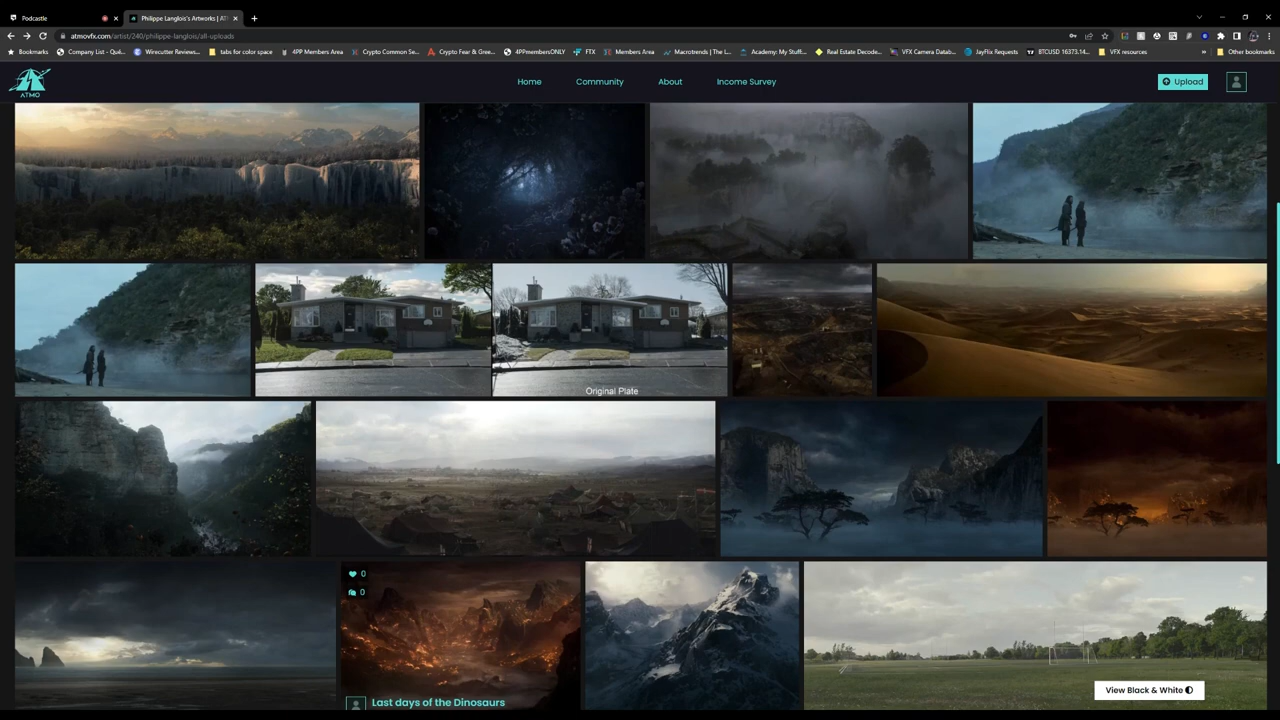 Podcastle
Philippe Langlois's Artworks | AT
atmovfx.com/artist/240/philippe-langlois/all-uploads
Bookmarks
Company List - Qué...
Wirecutter Reviews...
tabs for color space
4PP Members Area
Crypto Common Se...
Crypto Fear & Gree...
4PPmembersONLY
FTX
Members Area
Macrotrends | The L...
Academy: My Stuff...
Real Estate Decode...
VFX Camera Datab...
JayFlix Requests
BTCUSD 16373.14...
VFX resources
»
Other bookmarks
ATMO
Home
Community
About
Income Survey
Upload
Original Plate
0
0
Last days of the Dinosaurs
View Black & White